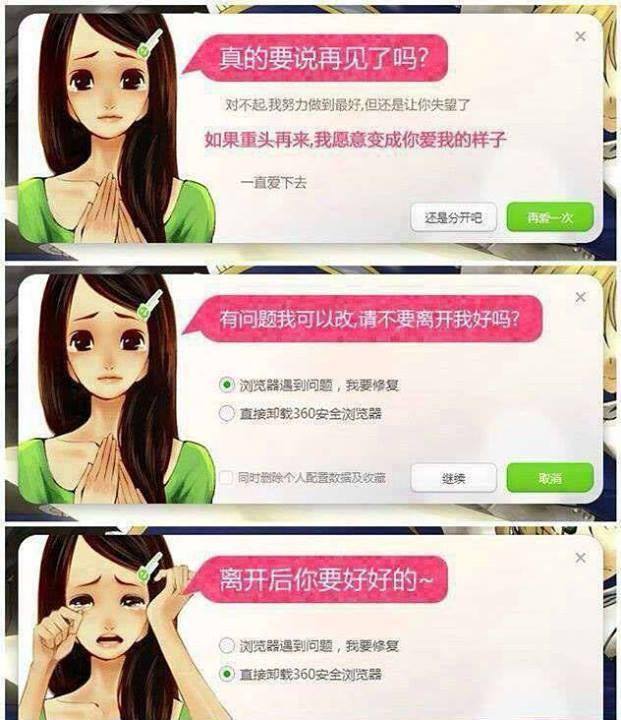 真的要说再见了吗?
对不起,我努力做到最好,但还是让你失望了
如果重头再来,我愿意变成你爱我的样子
一直爱下去
还是分开吧
再爱一次
有问题我可以改,请不要离开我好吗?
浏览器遇到问题，我要修复
直接卸载360安全浏览器
同时删除个人配置数据及收藏
继续
取消
离开后你要好好的~
浏览器遇到问题，我要修复
直接卸载360安全浏览器